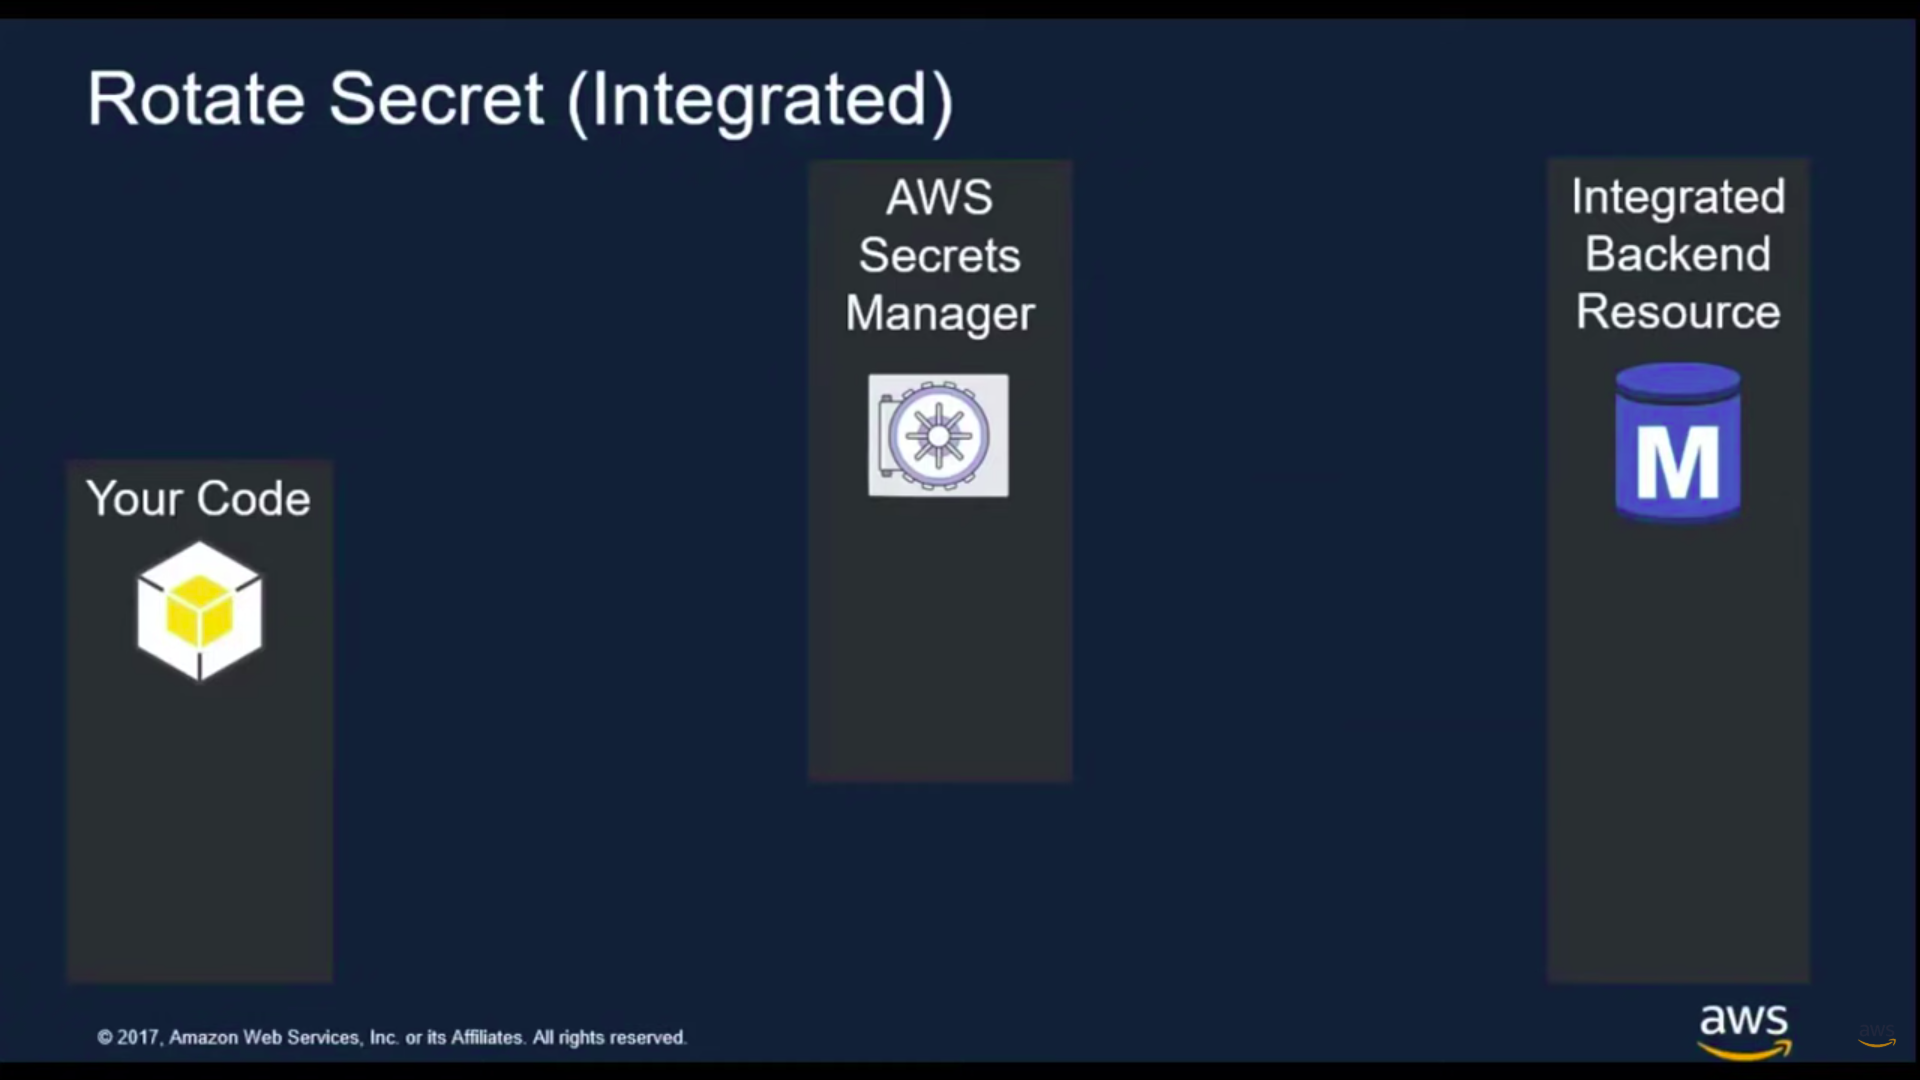 Rotate Secret (Integrated)
AWS
Secrets
Manager
Integrated
Backend
Resource
M
Your Code
© 2017, Amazon Web Services, Inc. or its Affiliates. All rights reserved.
aws
aws